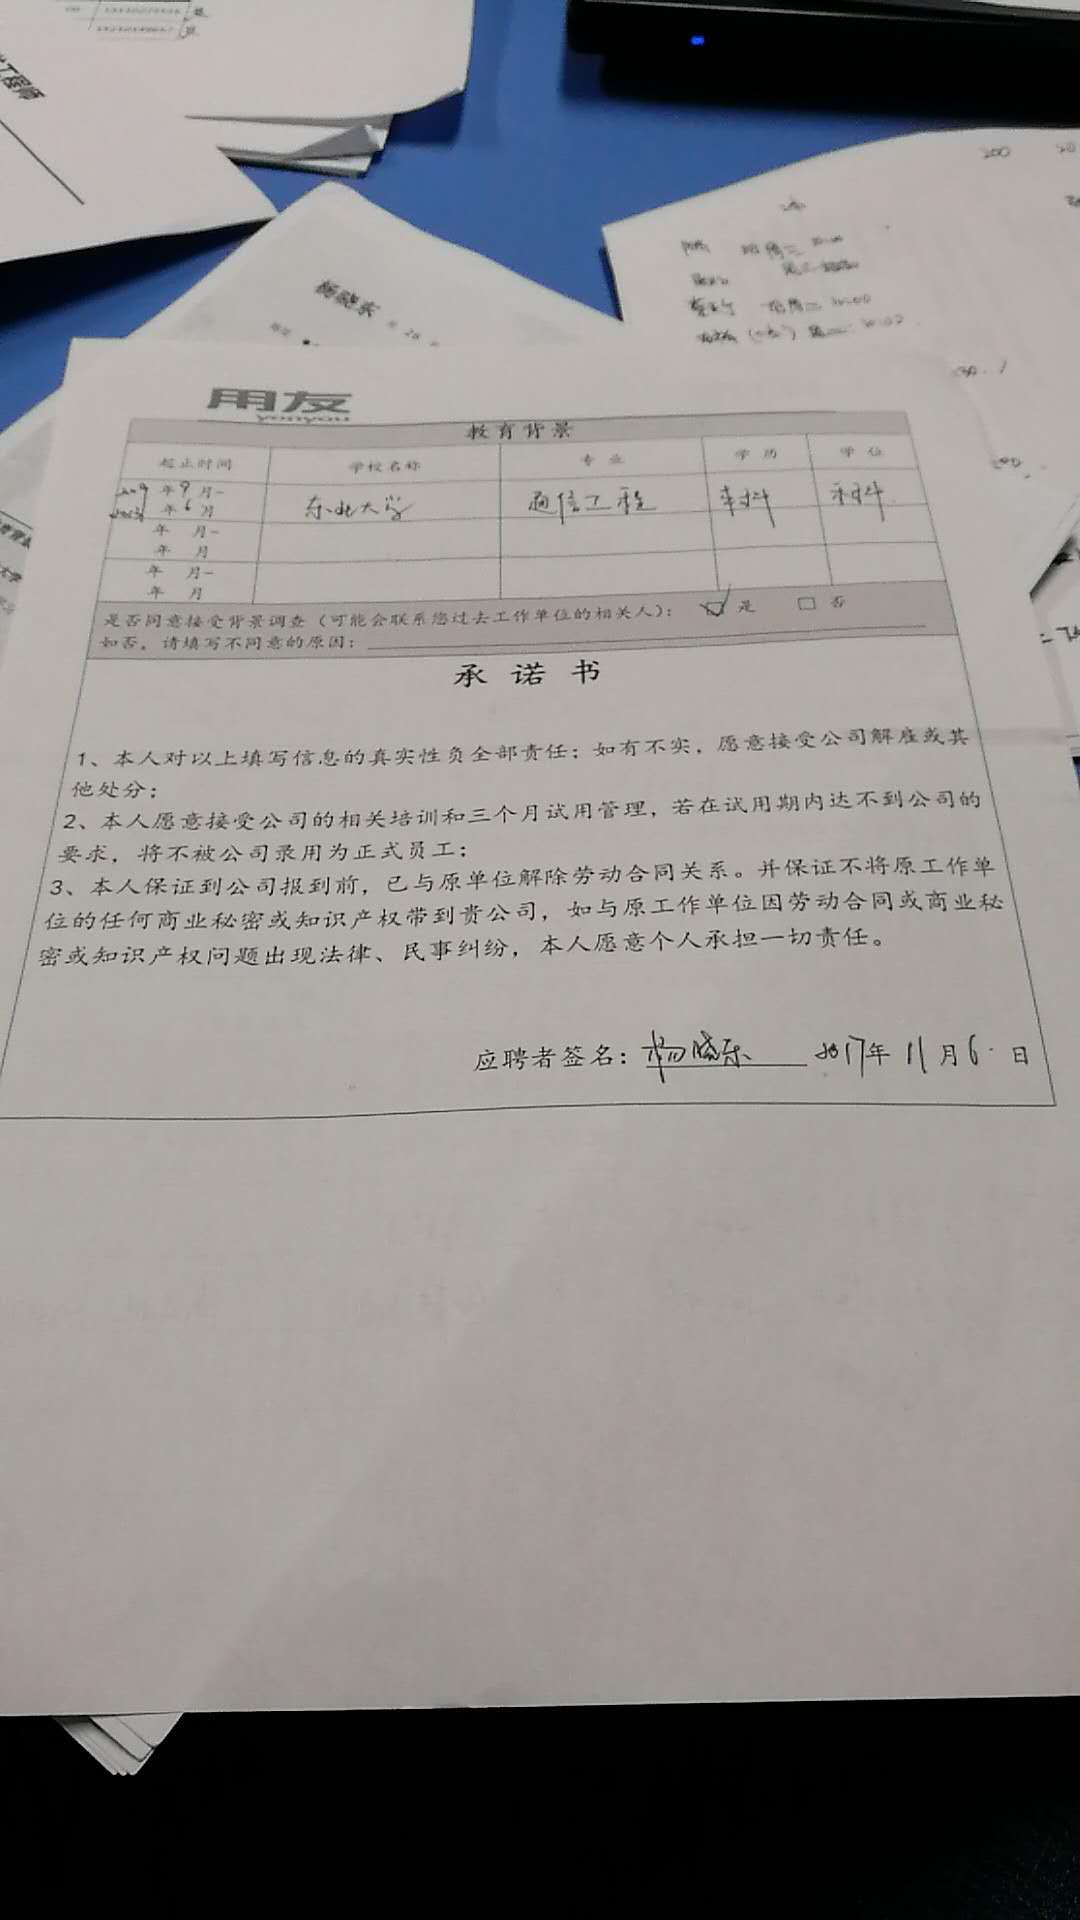 工程师
杨晓东
200
用友
yonyou
教育背景
起止时间 学校名称 专业 学历 学位
2009年9月—
2013年6月 东北大学 通信工程 本科 本科
年 月—
年 月
年 月—
年 月
是否同意接受背景调查（可能会联系您过去工作单位的相关人）： ☑是 □否
如否，请填写不同意的原因：
承诺书
1、本人对以上填写信息的真实性负全部责任；如有不实，愿意接受公司解雇或其
他处分；
2、本人愿意接受公司的相关培训和三个月试用管理，若在试用期内达不到公司的
要求，将不被公司录用为正式员工；
3、本人保证到公司报到前，已与原单位解除劳动合同关系。并保证不将原工作单
位的任何商业秘密或知识产权带到贵公司，如与原工作单位因劳动合同或商业秘
密或知识产权问题出现法律、民事纠纷，本人愿意个人承担一切责任。
应聘者签名：杨晓东 2017年11月6日